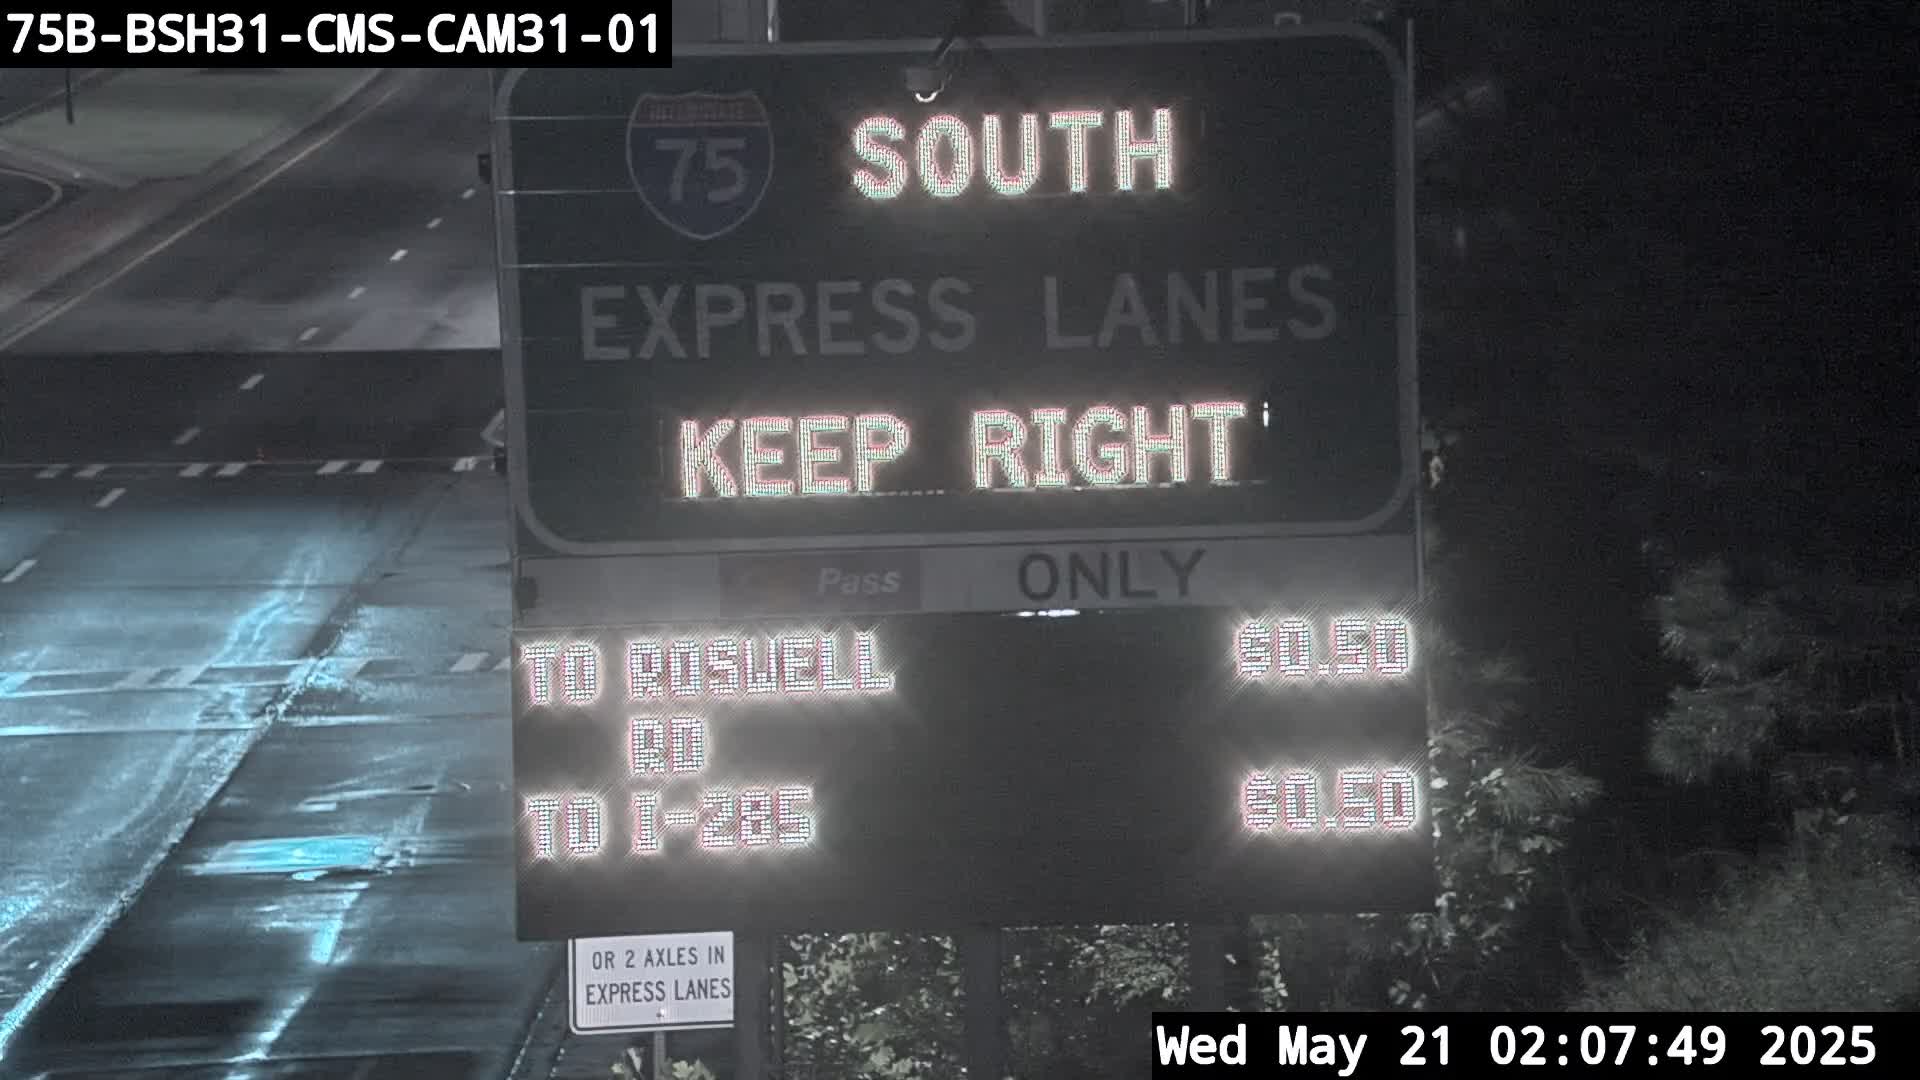 75B-BSH31-CMS-CAM31-01
INTERSTATE
75
SOUTH
EXPRESS LANES
KEEP RIGHT
Pass ONLY
TO ROSWELL $0.50
RD
TO I-285 $0.50
OR 2 AXLES IN
EXPRESS LANES
Wed May 21 02:07:49 2025